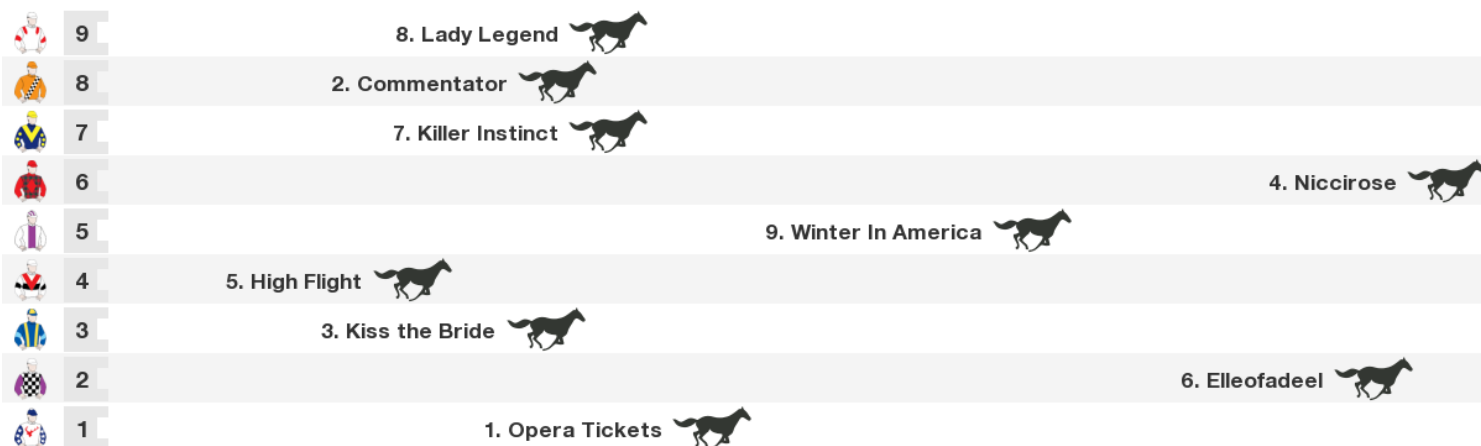 9 8. Lady Legend
8 2. Commentator
7 7. Killer Instinct
6 4. Niccirose
5 9. Winter In America
4 5. High Flight
3 3. Kiss the Bride
2 6. Elleofadeel
1 1. Opera Tickets